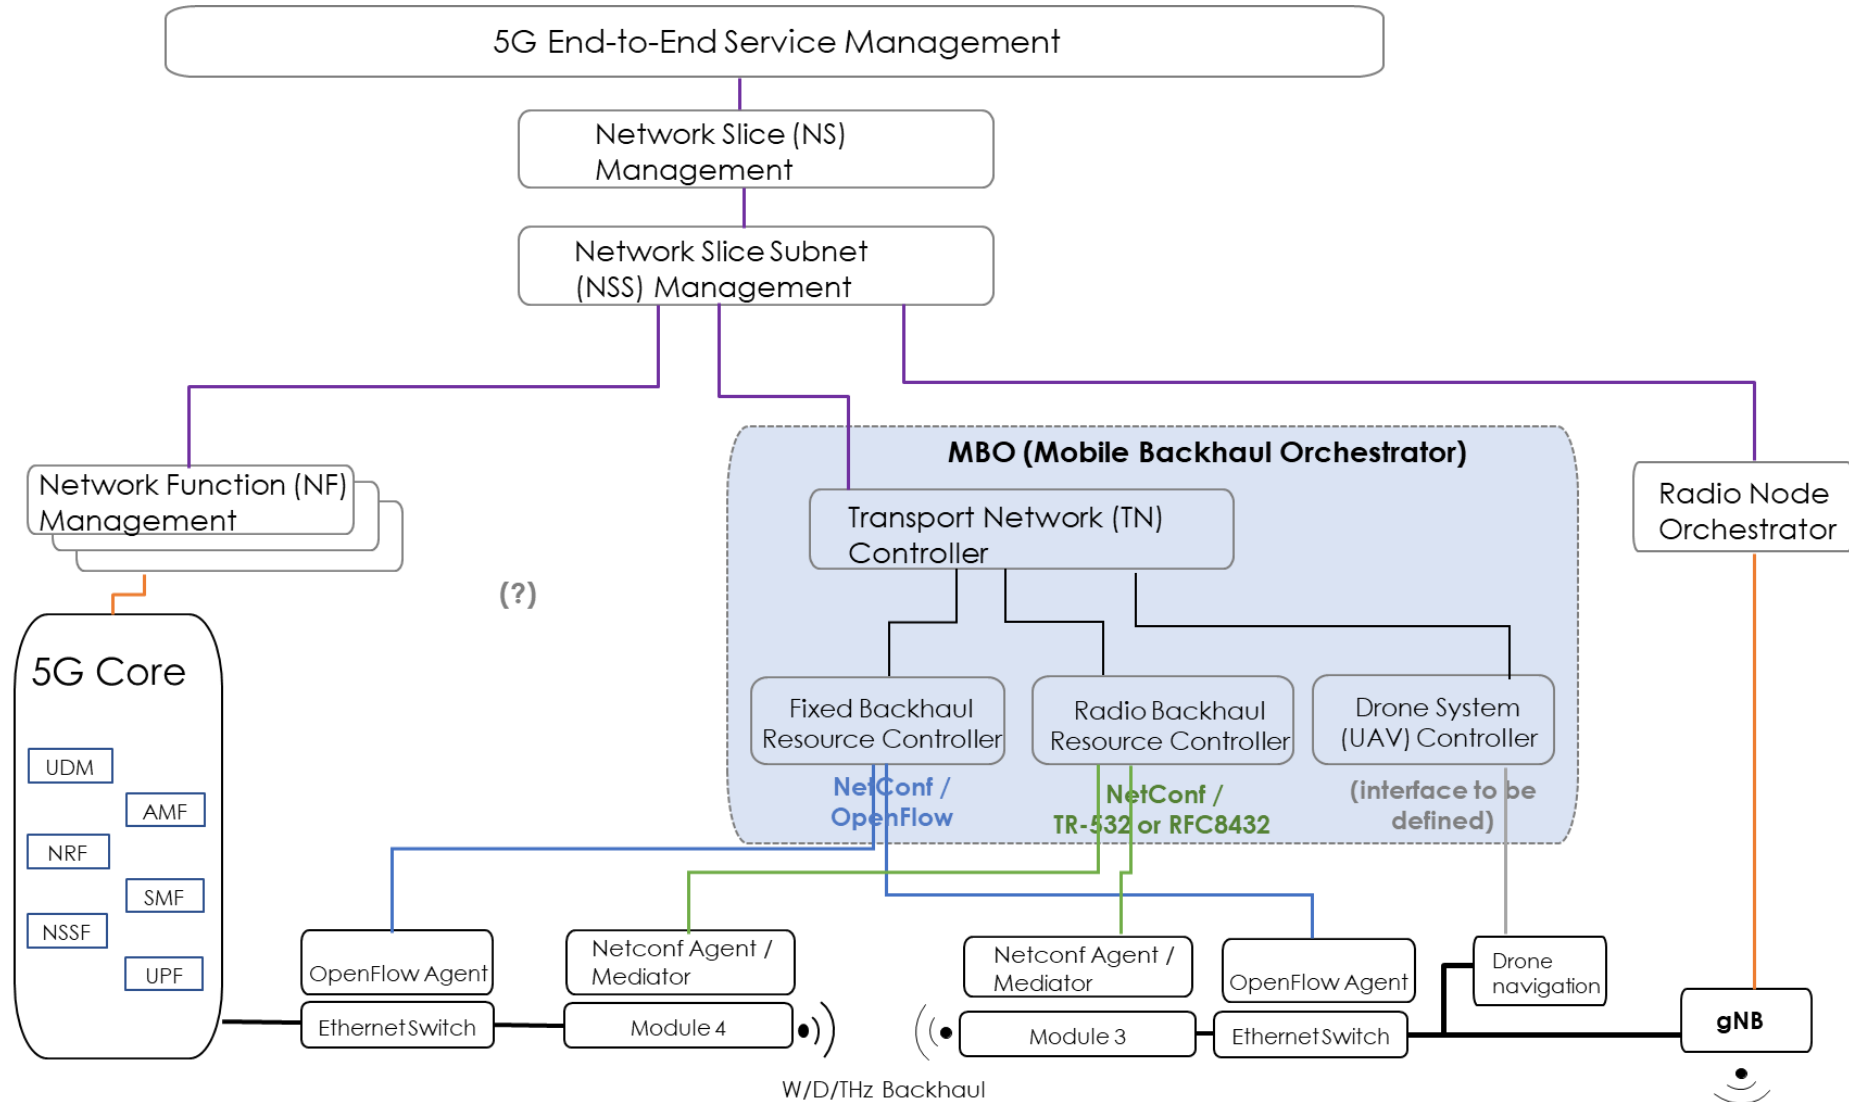 5G End-to-End Service Management
Network Slice (NS)
Management
Network Slice Subnet
(NSS) Management
MBO (Mobile Backhaul Orchestrator)
Network Function (NF)
Management
Transport Network (TN)
Controller
Radio Node
Orchestrator
(?)
5G Core
UDM
AMF
NRF
SMF
NSSF
UPF
Fixed Backhaul
Resource Controller
Radio Backhaul
Resource Controller
Drone System
(UAV) Controller
NetConf /
OpenFlow
NetConf /
TR-532 or RFC8432
(interface to be
defined)
OpenFlow Agent
Ethernet Switch
Netconf Agent /
Mediator
Module 4
Netconf Agent /
Mediator
Module 3
OpenFlow Agent
Ethernet Switch
Drone
navigation
gNB
W/D/THz Backhaul